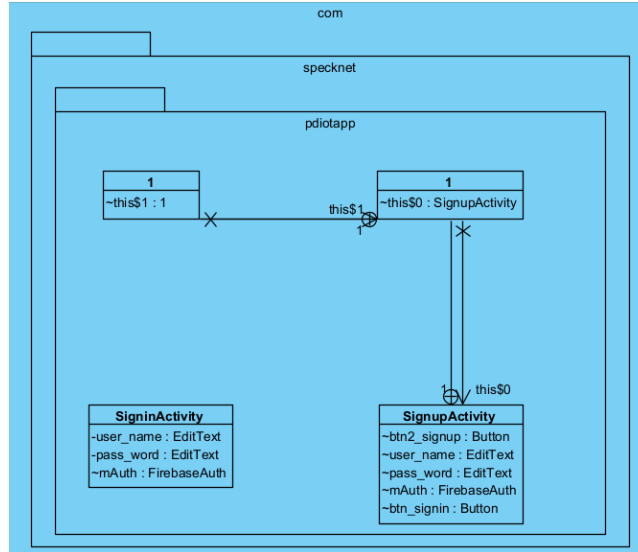 com
specknet
pdiotapp
1
~this$1 : 1
1
~this$0 : SignupActivity
this$1
1
1
this$0
SigninActivity
-user_name : EditText
-pass_word : EditText
~mAuth : FirebaseAuth
SignupActivity
~btn2_signup : Button
~user_name : EditText
~pass_word : EditText
~mAuth : FirebaseAuth
~btn_signin : Button